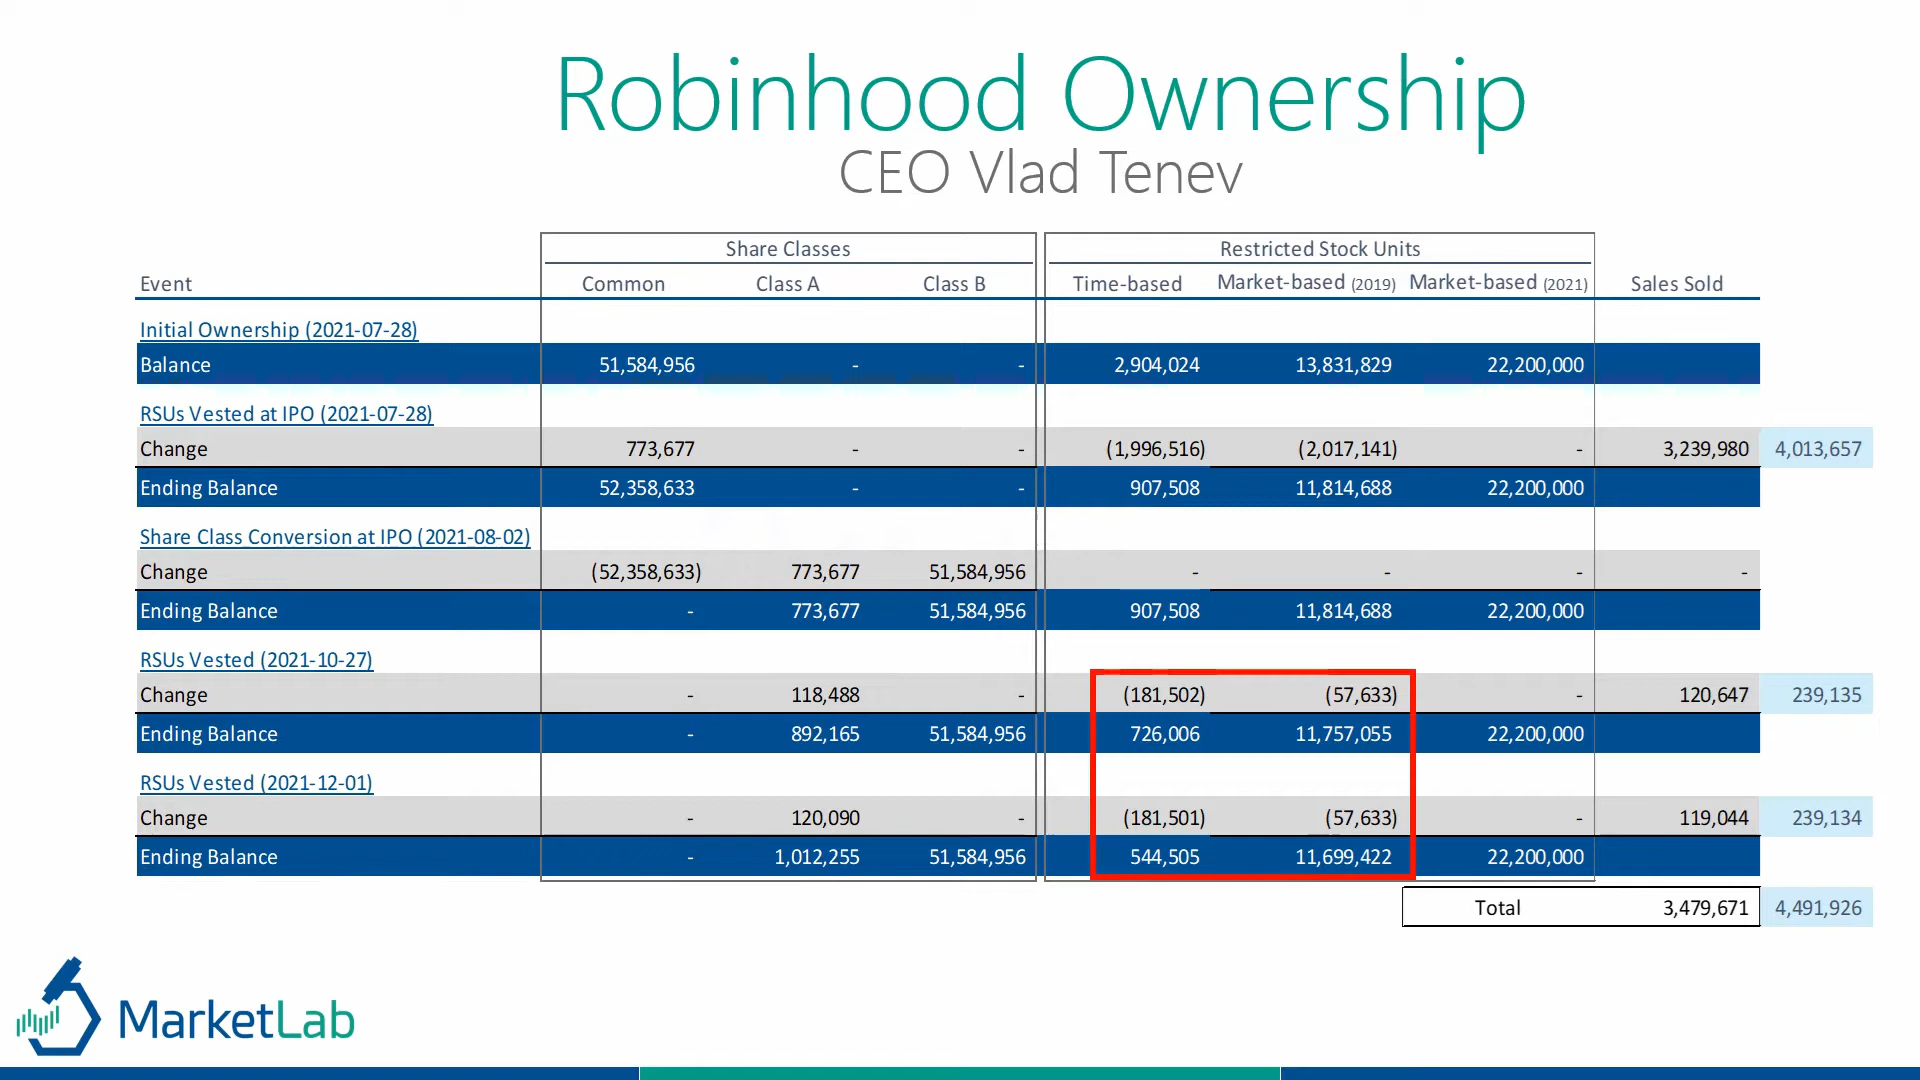 Robinhood Ownership
CEO Vlad Tenev
Share Classes Restricted Stock Units
Event Common Class A Class B Time-based Market-based (2019) Market-based (2021) Sales Sold
Initial Ownership (2021-07-28)
Balance 51,584,956 - - 2,904,024 13,831,829 22,200,000
RSUs Vested at IPO (2021-07-28)
Change 773,677 - - (1,996,516) (2,017,141) - 3,239,980 4,013,657
Ending Balance 52,358,633 - - 907,508 11,814,688 22,200,000
Share Class Conversion at IPO (2021-08-02)
Change (52,358,633) 773,677 51,584,956 - - - -
Ending Balance - 773,677 51,584,956 907,508 11,814,688 22,200,000
RSUs Vested (2021-10-27)
Change - 118,488 - (181,502) (57,633) - 120,647 239,135
Ending Balance - 892,165 51,584,956 726,006 11,757,055 22,200,000
RSUs Vested (2021-12-01)
Change - 120,090 - (181,501) (57,633) - 119,044 239,134
Ending Balance - 1,012,255 51,584,956 544,505 11,699,422 22,200,000
Total 3,479,671 4,491,926
MarketLab